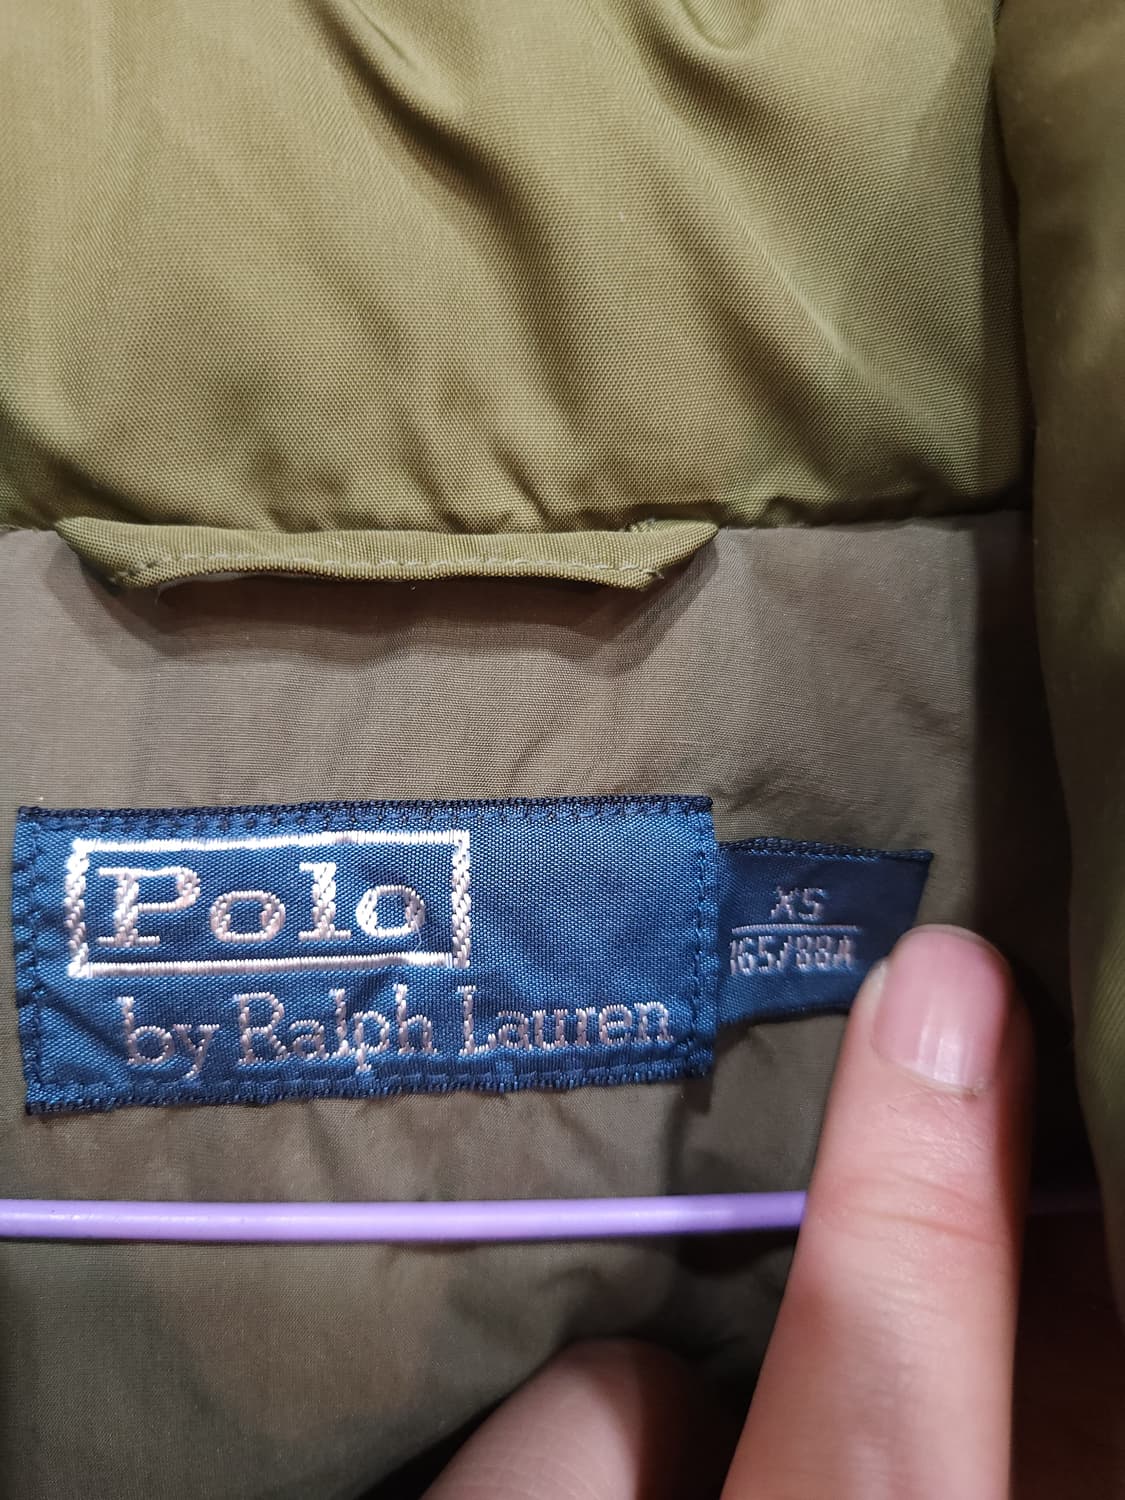 Polo
by Ralph Lauren
XS
165/88A